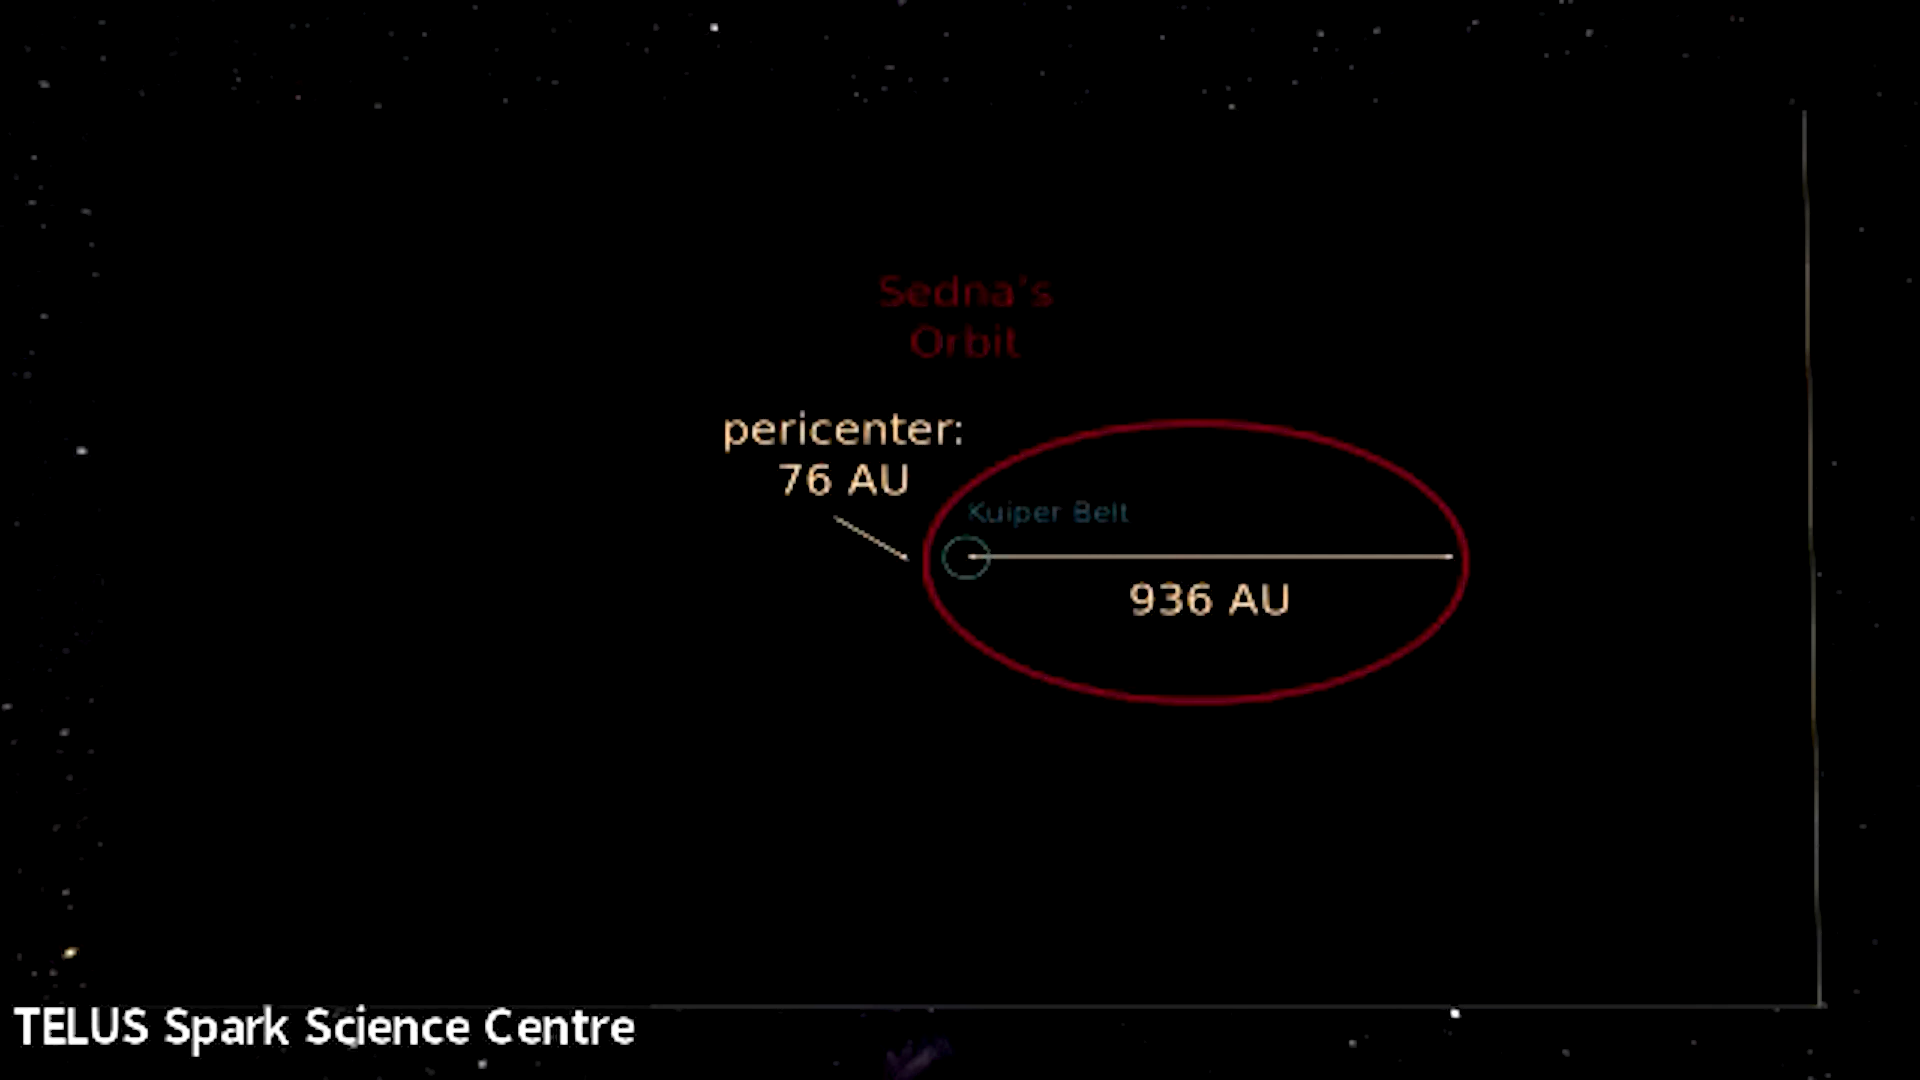 Sedna's
Orbit
pericenter:
76 AU
Kuiper Belt
936 AU
TELUS Spark Science Centre